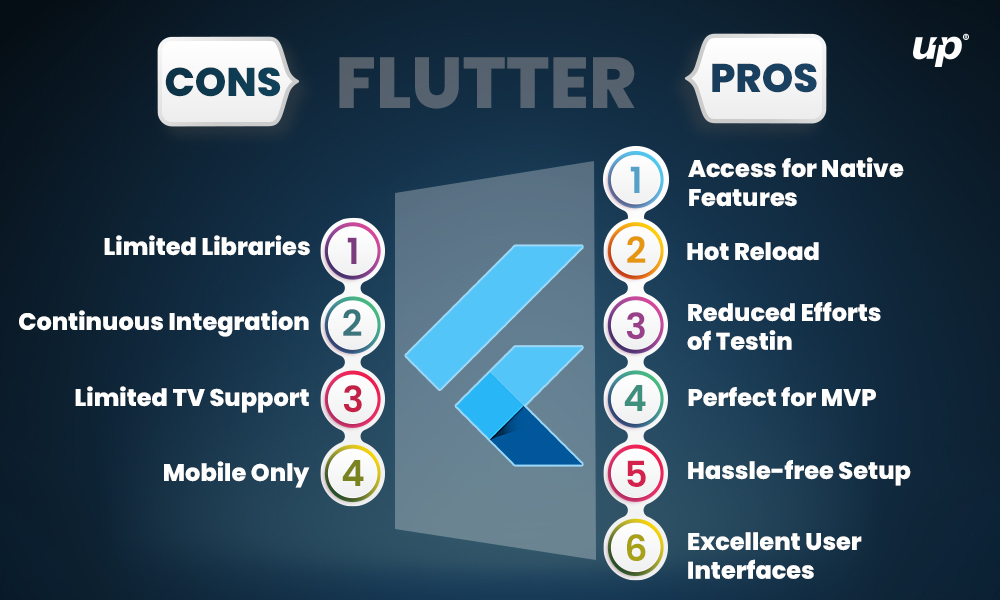 CONS
FLUTTER
PROS
up®
1
Limited Libraries
2
Continuous Integration
3
Limited TV Support
4
Mobile Only
1
Access for Native
Features
2
Hot Reload
3
Reduced Efforts
of Testin
4
Perfect for MVP
5
Hassle-free Setup
6
Excellent User
Interfaces